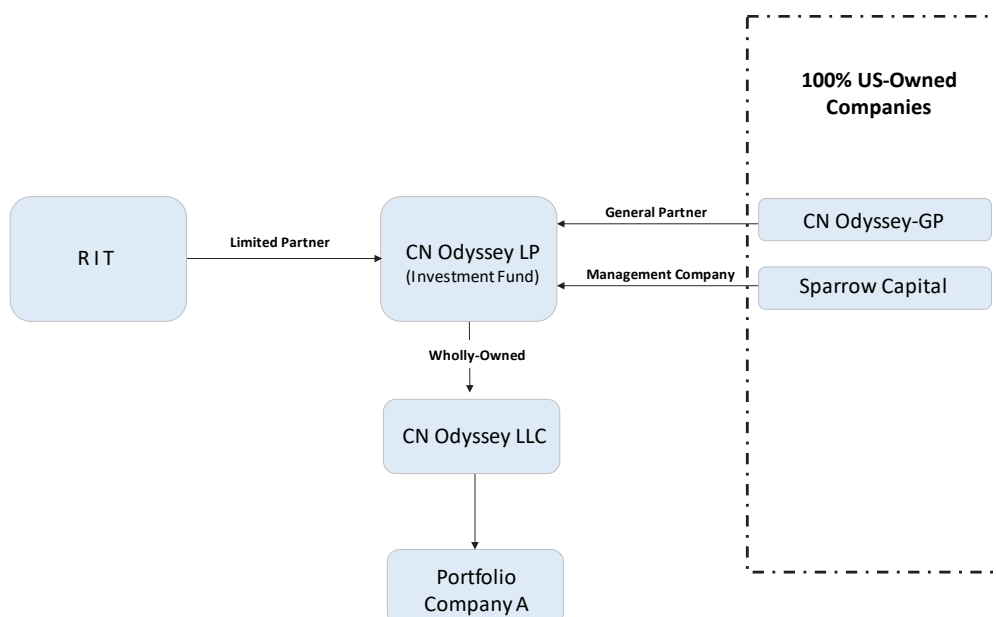 100% US-Owned
Companies
R I T
Limited Partner
CN Odyssey LP
(Investment Fund)
General Partner
CN Odyssey-GP
Management Company
Sparrow Capital
Wholly-Owned
CN Odyssey LLC
Portfolio
Company A